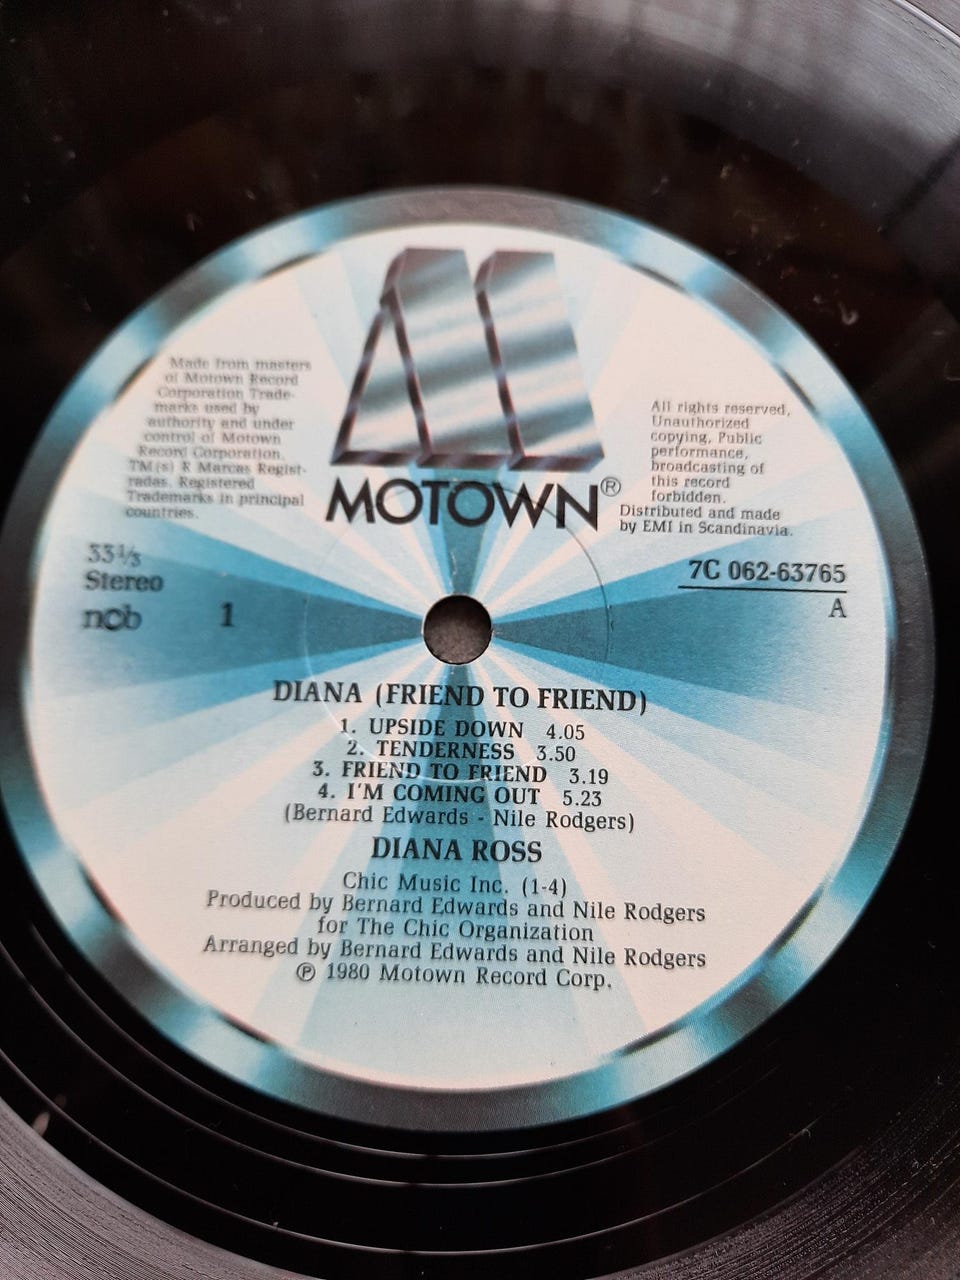 MOTOWN®
Made from masters
of Motown Record
Corporation Trade-
marks used by
authority and under
control of Motown
Record Corporation.
TM(s) R Marcas Regist-
radas. Registered
Trademarks in principal
countries.
All rights reserved,
Unauthorized
copying, Public
performance,
broadcasting of
this record
forbidden.
Distributed and made
by EMI in Scandinavia.
33⅓
Stereo
ncb 1
7C 062-63765
A
DIANA (FRIEND TO FRIEND)
1. UPSIDE DOWN 4.05
2. TENDERNESS 3.50
3. FRIEND TO FRIEND 3.19
4. I'M COMING OUT 5.23
(Bernard Edwards - Nile Rodgers)
DIANA ROSS
Chic Music Inc. (1-4)
Produced by Bernard Edwards and Nile Rodgers
for The Chic Organization
Arranged by Bernard Edwards and Nile Rodgers
℗ 1980 Motown Record Corp.